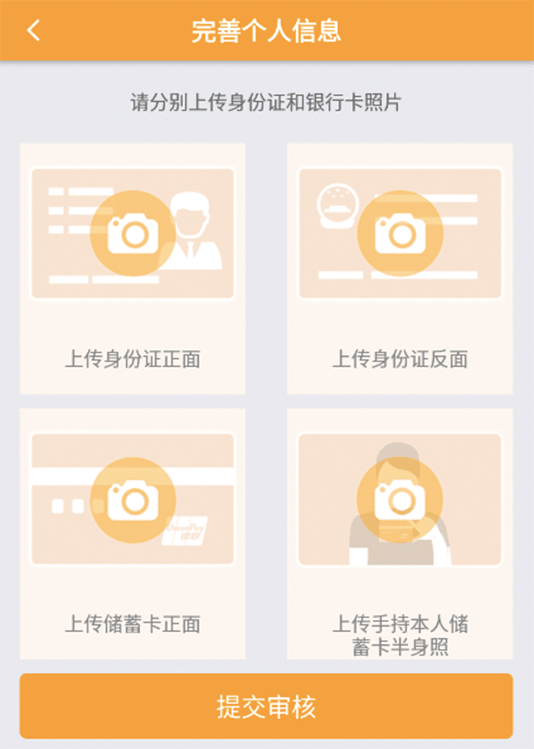 完善个人信息
请分别上传身份证和银行卡照片
上传身份证正面
上传身份证反面
上传储蓄卡正面
上传手持本人储
蓄卡半身照
提交审核